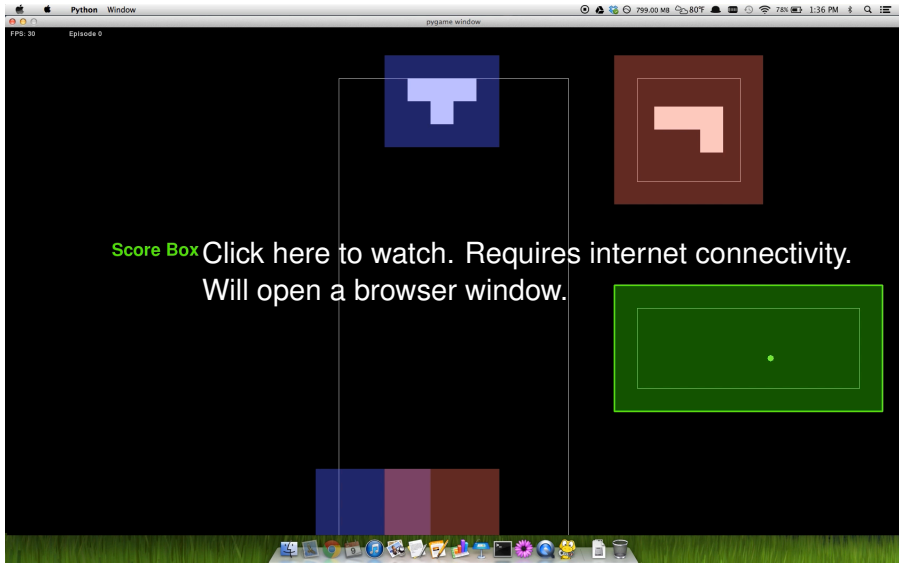 Python Window 799.00 MB 80°F 78% 1:36 PM
pygame window
FPS: 30 Episode 0
Score Box Click here to watch. Requires internet connectivity.
Will open a browser window.